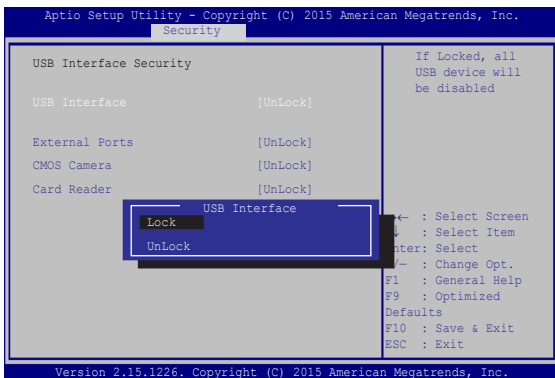 Aptio Setup Utility - Copyright (C) 2015 American Megatrends, Inc.
Security
USB Interface Security
USB Interface [UnLock]
External Ports [UnLock]
CMOS Camera [UnLock]
Card Reader [UnLock]
USB Interface
Lock
UnLock
If Locked, all
USB device will
be disabled
→← : Select Screen
↓ : Select Item
nter: Select
/— : Change Opt.
F1 : General Help
F9 : Optimized
Defaults
F10 : Save & Exit
ESC : Exit
Version 2.15.1226. Copyright (C) 2015 American Megatrends, Inc.